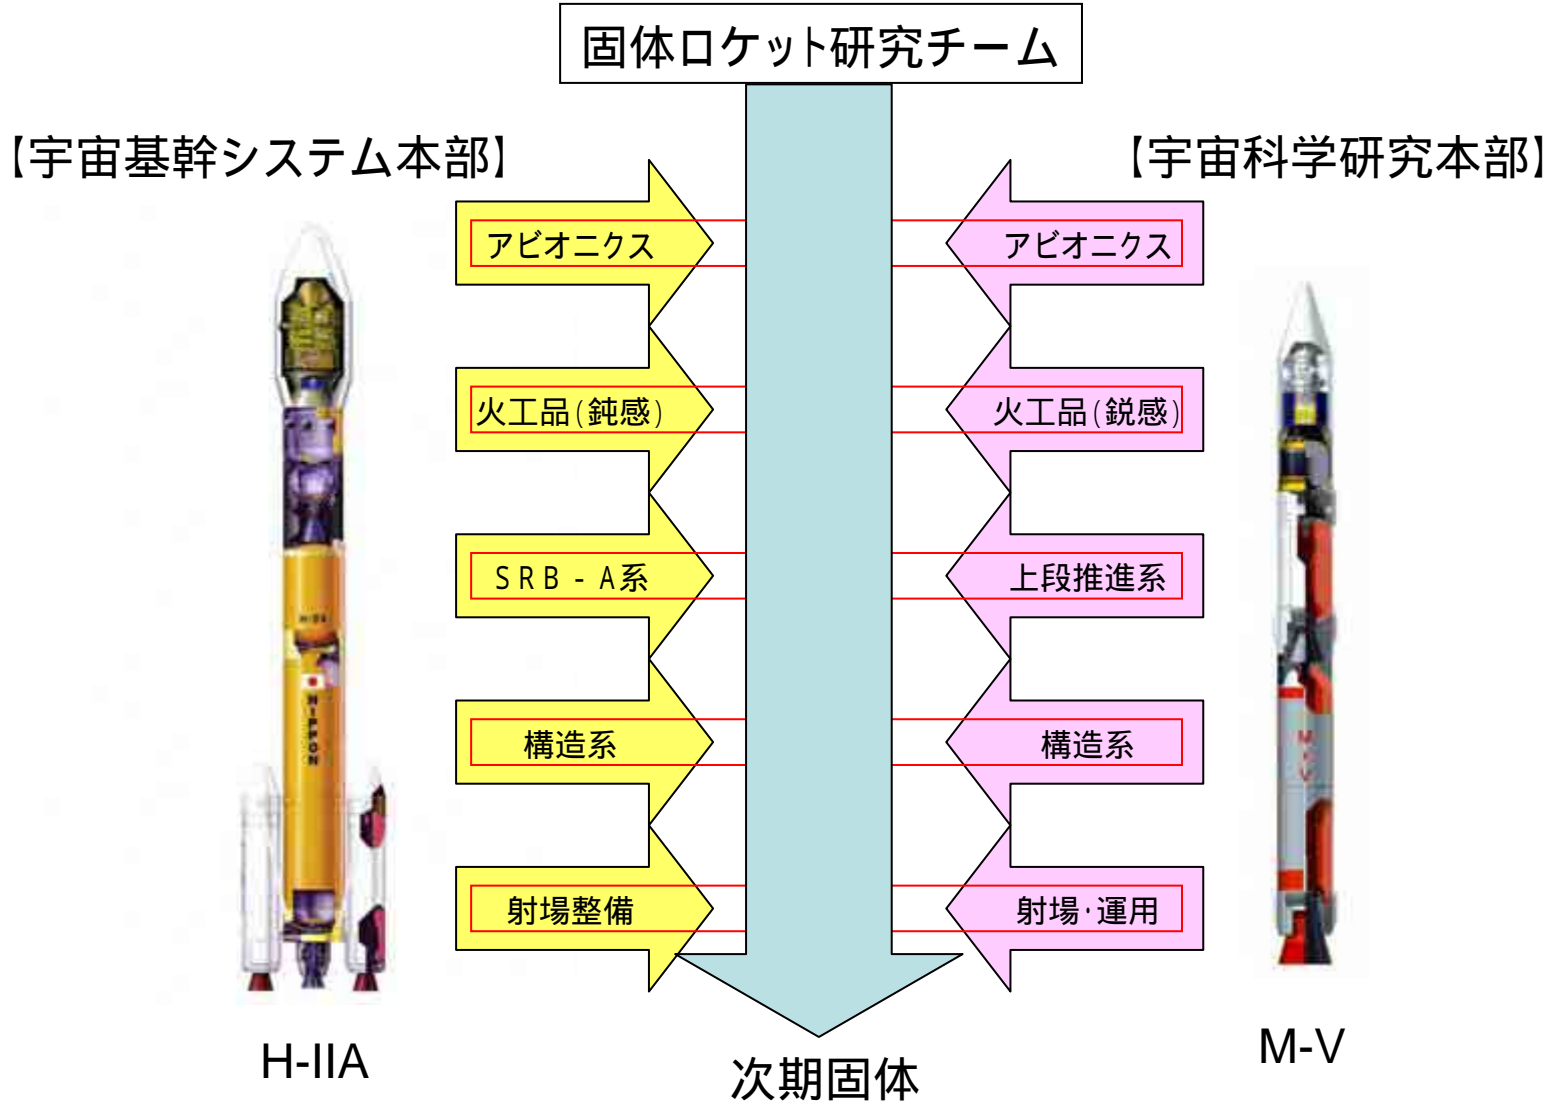 固体ロケット研究チーム
【宇宙基幹システム本部】
【宇宙科学研究本部】
アビオニクス
アビオニクス
火工品(鈍感)
火工品(鋭感)
SRB-A系
上段推進系
構造系
構造系
射場整備
射場・運用
H-IIA
NIPPON
M-V
H-IIA
M-V
次期固体